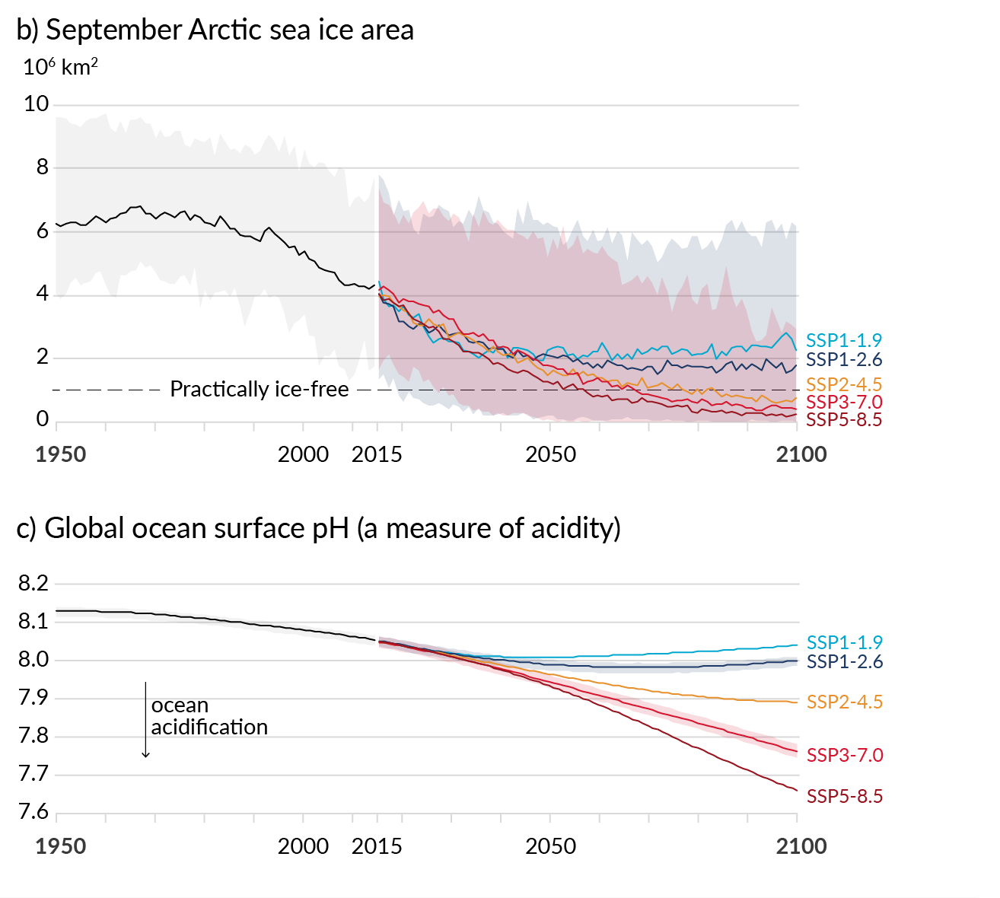 b) September Arctic sea ice area
10⁶ km²
10
8
6
4
2
0
Practically ice-free
SSP1-1.9
SSP1-2.6
SSP2-4.5
SSP3-7.0
SSP5-8.5
1950 2000 2015 2050 2100
c) Global ocean surface pH (a measure of acidity)
8.2
8.1
8.0
7.9
7.8
7.7
7.6
ocean
acidification
SSP1-1.9
SSP1-2.6
SSP2-4.5
SSP3-7.0
SSP5-8.5
1950 2000 2015 2050 2100